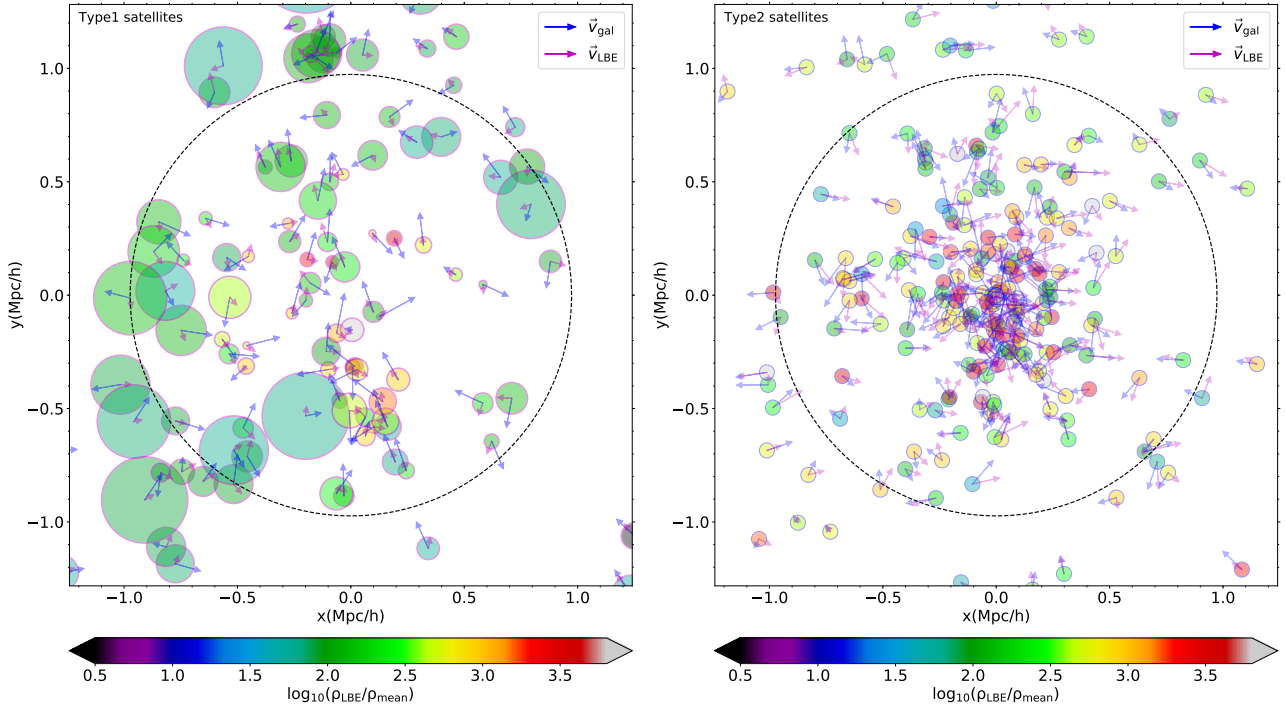 Type1 satellites
v⃗gal
v⃗LBE
1.0
0.5
0.0
−0.5
−1.0
y(Mpc/h)
−1.0 −0.5 0.0 0.5 1.0
x(Mpc/h)
0.5 1.0 1.5 2.0 2.5 3.0 3.5
log10(ρLBE/ρmean)
Type2 satellites
v⃗gal
v⃗LBE
1.0
0.5
0.0
−0.5
−1.0
y(Mpc/h)
−1.0 −0.5 0.0 0.5 1.0
x(Mpc/h)
0.5 1.0 1.5 2.0 2.5 3.0 3.5
log10(ρLBE/ρmean)